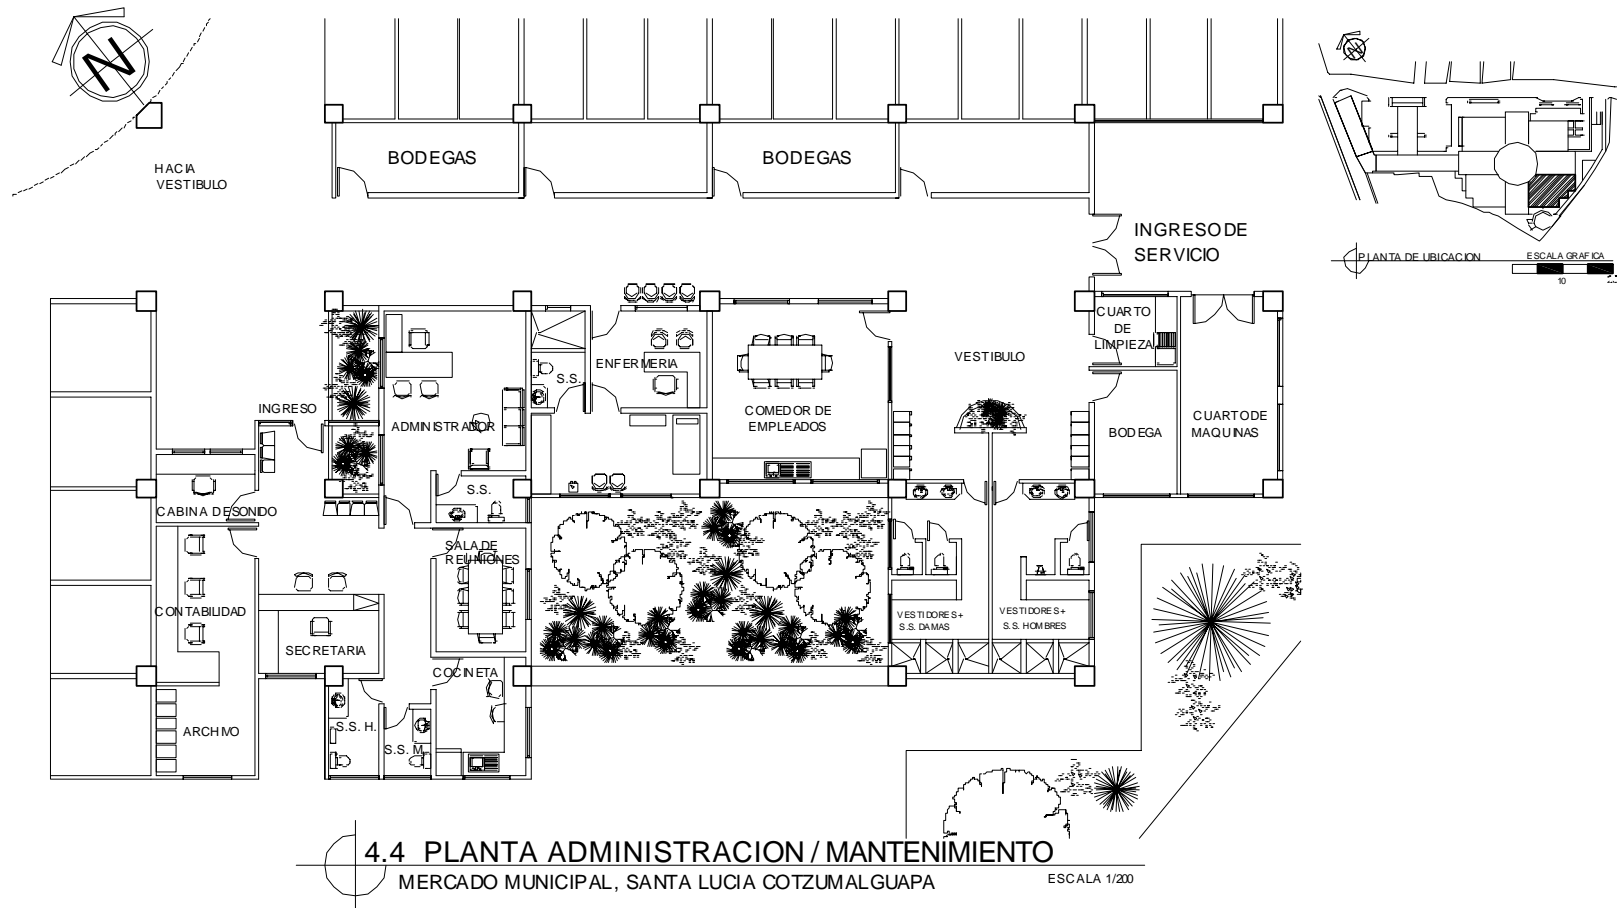 N
HACIA
VESTIBULO
BODEGAS
BODEGAS
INGRESO DE
SERVICIO
N
PLANTA DE UBICACION
ESCALA GRAFICA
10
INGRESO
ADMINISTRADOR
S.S.
ENFERMERIA
COMEDOR DE
EMPLEADOS
VESTIBULO
CUARTO
DE
LIMPIEZA
BODEGA
CUARTO DE
MAQUINAS
CABINA DE SONIDO
S.S.
SALA DE
REUNIONES
CONTABILIDAD
SECRETARIA
COCINETA
ARCHIVO
S.S. H.
S.S. M.
VESTIDORES+
S.S. DAMAS
VESTIDORES+
S.S. HOMBRES
4.4 PLANTA ADMINISTRACION / MANTENIMIENTO
MERCADO MUNICIPAL, SANTA LUCIA COTZUMALGUAPA
ESCALA 1/200